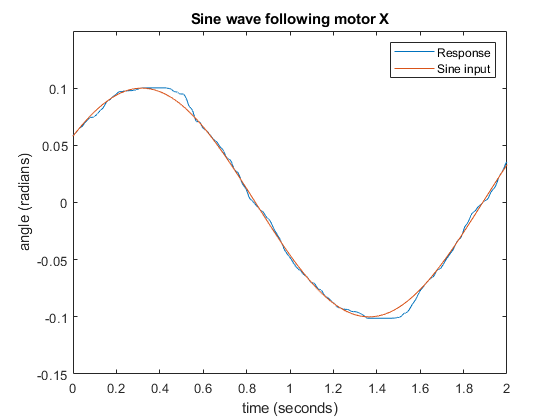 Sine wave following motor X
Response
Sine input
0.1
0.05
0
-0.05
-0.1
-0.15
angle (radians)
0 0.2 0.4 0.6 0.8 1 1.2 1.4 1.6 1.8 2
time (seconds)